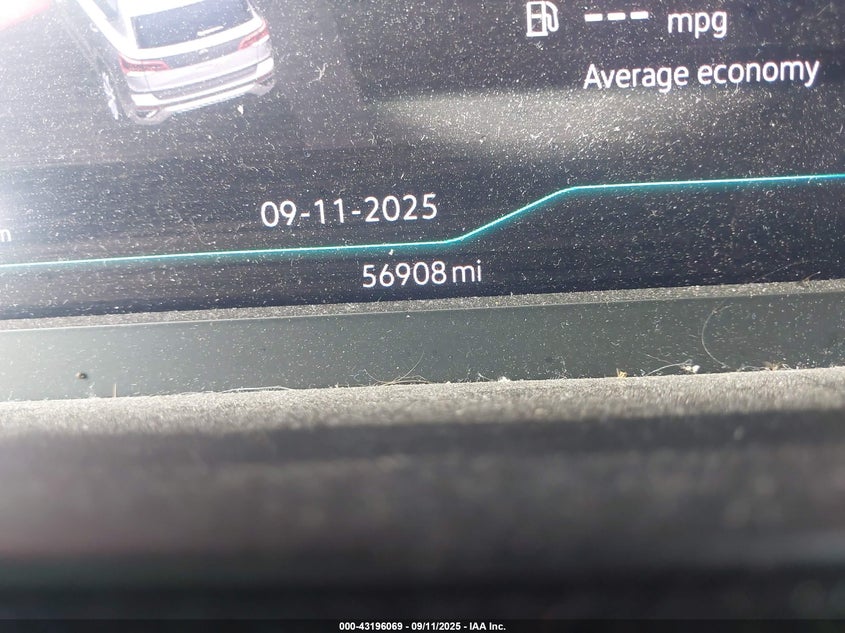 --- mpg
Average economy
09-11-2025
56908 mi
000-43196069 - 09/11/2025 - IAA Inc.